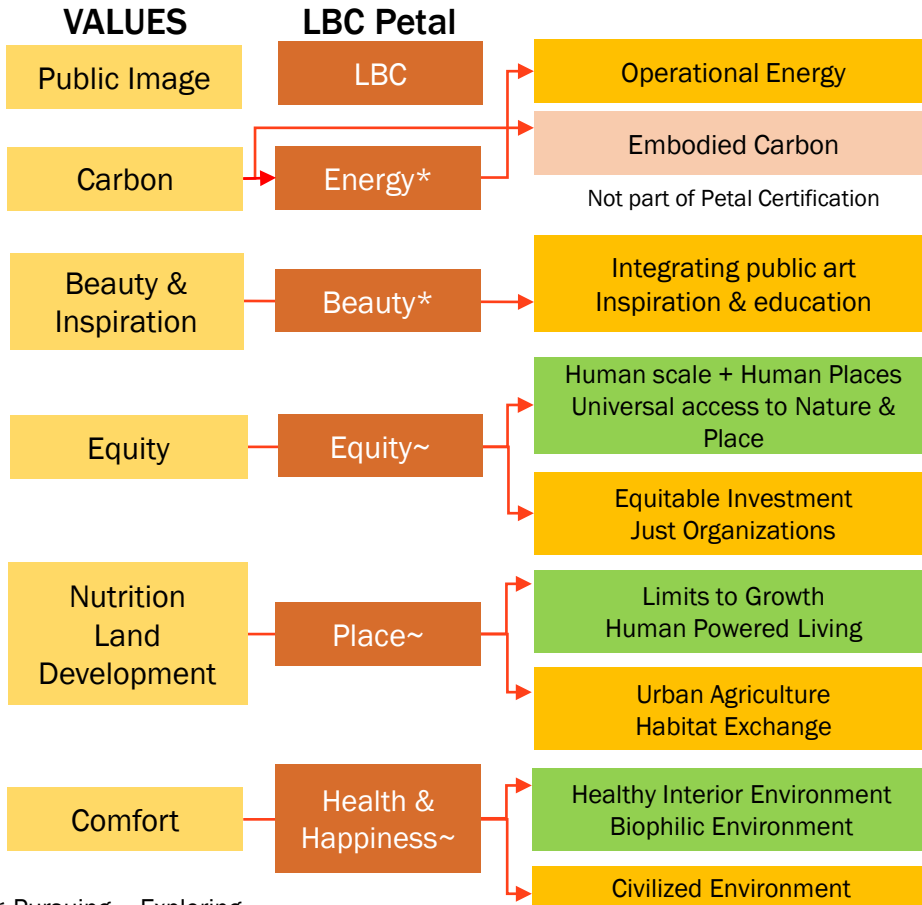 VALUES
LBC Petal
Public Image
LBC
Operational Energy
Carbon
Energy*
Embodied Carbon
Not part of Petal Certification
Beauty &
Inspiration
Beauty*
Integrating public art
Inspiration & education
Equity
Equity~
Human scale + Human Places
Universal access to Nature &
Place
Equitable Investment
Just Organizations
Nutrition
Land
Development
Place~
Limits to Growth
Human Powered Living
Urban Agriculture
Habitat Exchange
Comfort
Health &
Happiness~
Healthy Interior Environment
Biophilic Environment
Civilized Environment